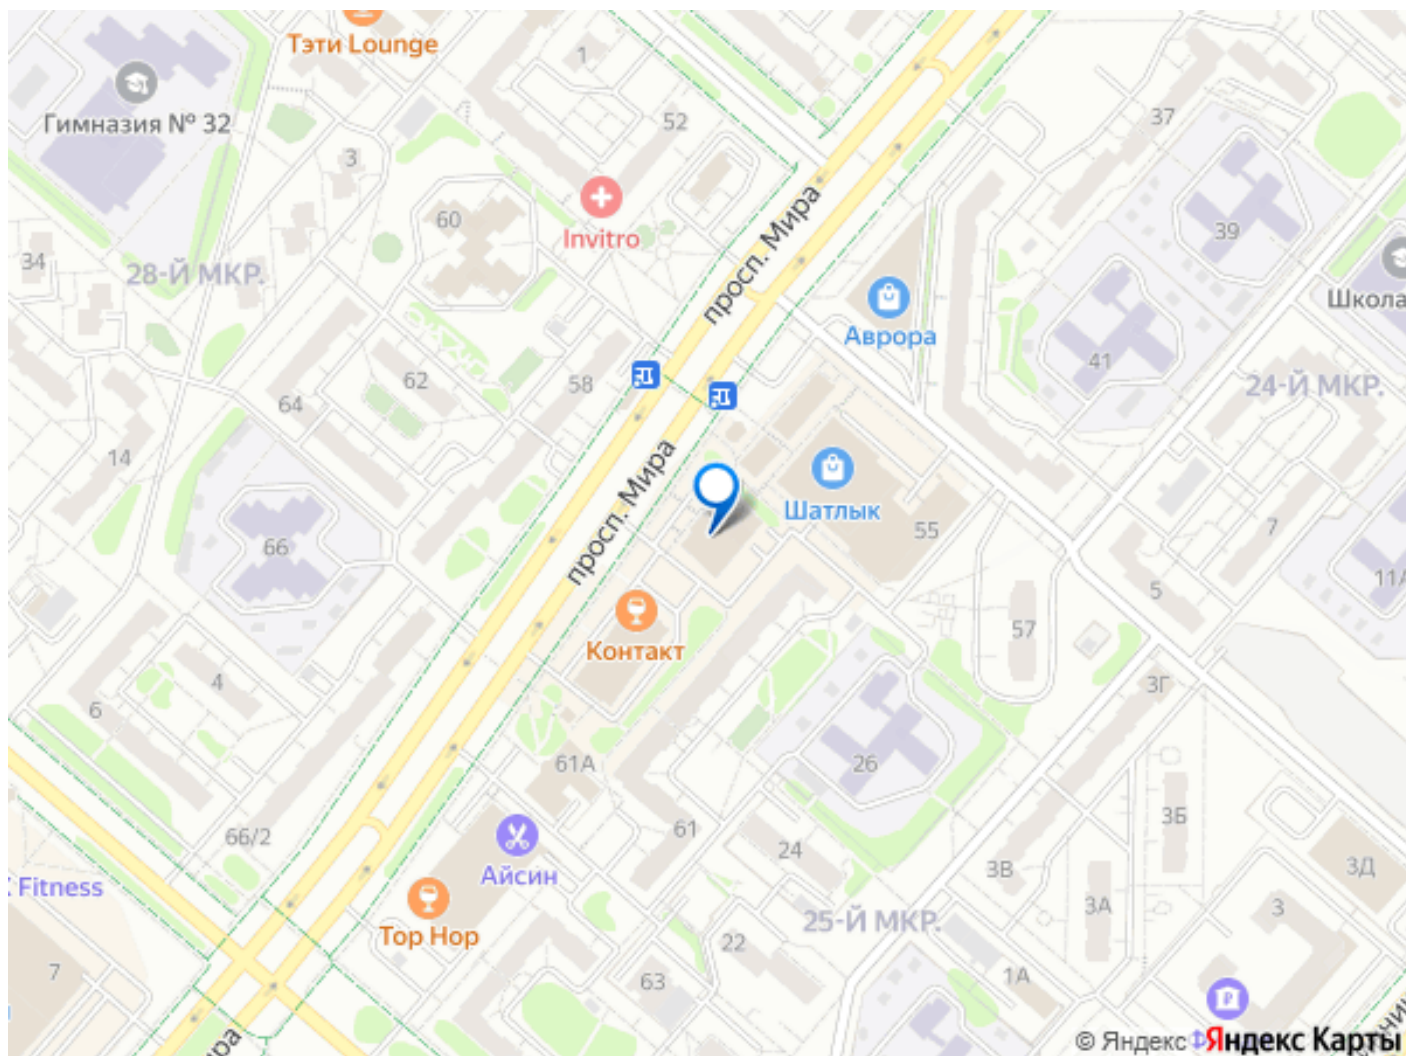 Тэти Lounge
1
Гимназия № 32
52
37
3
60
Invitro
просп. Мира
39
34
28-Й МКР.
Школа
Аврора
41
62
58
24-Й МКР.
64
14
просп. Мира
Шатлык
55
7
66
11А
5
57
Контакт
4
3Г
6
61А
26
66/2
61
24
3Б
Айсин
3В
3Д
Fitness
3А
3
Top Hop
25-Й МКР.
22
7
63
1А
© Яндекс
Яндекс Карты